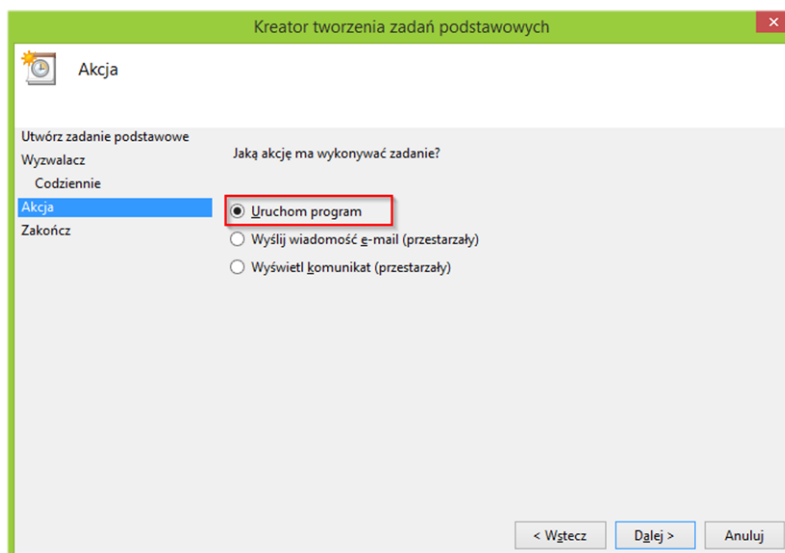 Kreator tworzenia zadań podstawowych
Akcja
Utwórz zadanie podstawowe
Wyzwalacz
Codziennie
Akcja
Zakończ
Jaką akcję ma wykonywać zadanie?
Uruchom program
Wyślij wiadomość e-mail (przestarzały)
Wyświetl komunikat (przestarzały)
< Wstecz
Dalej >
Anuluj